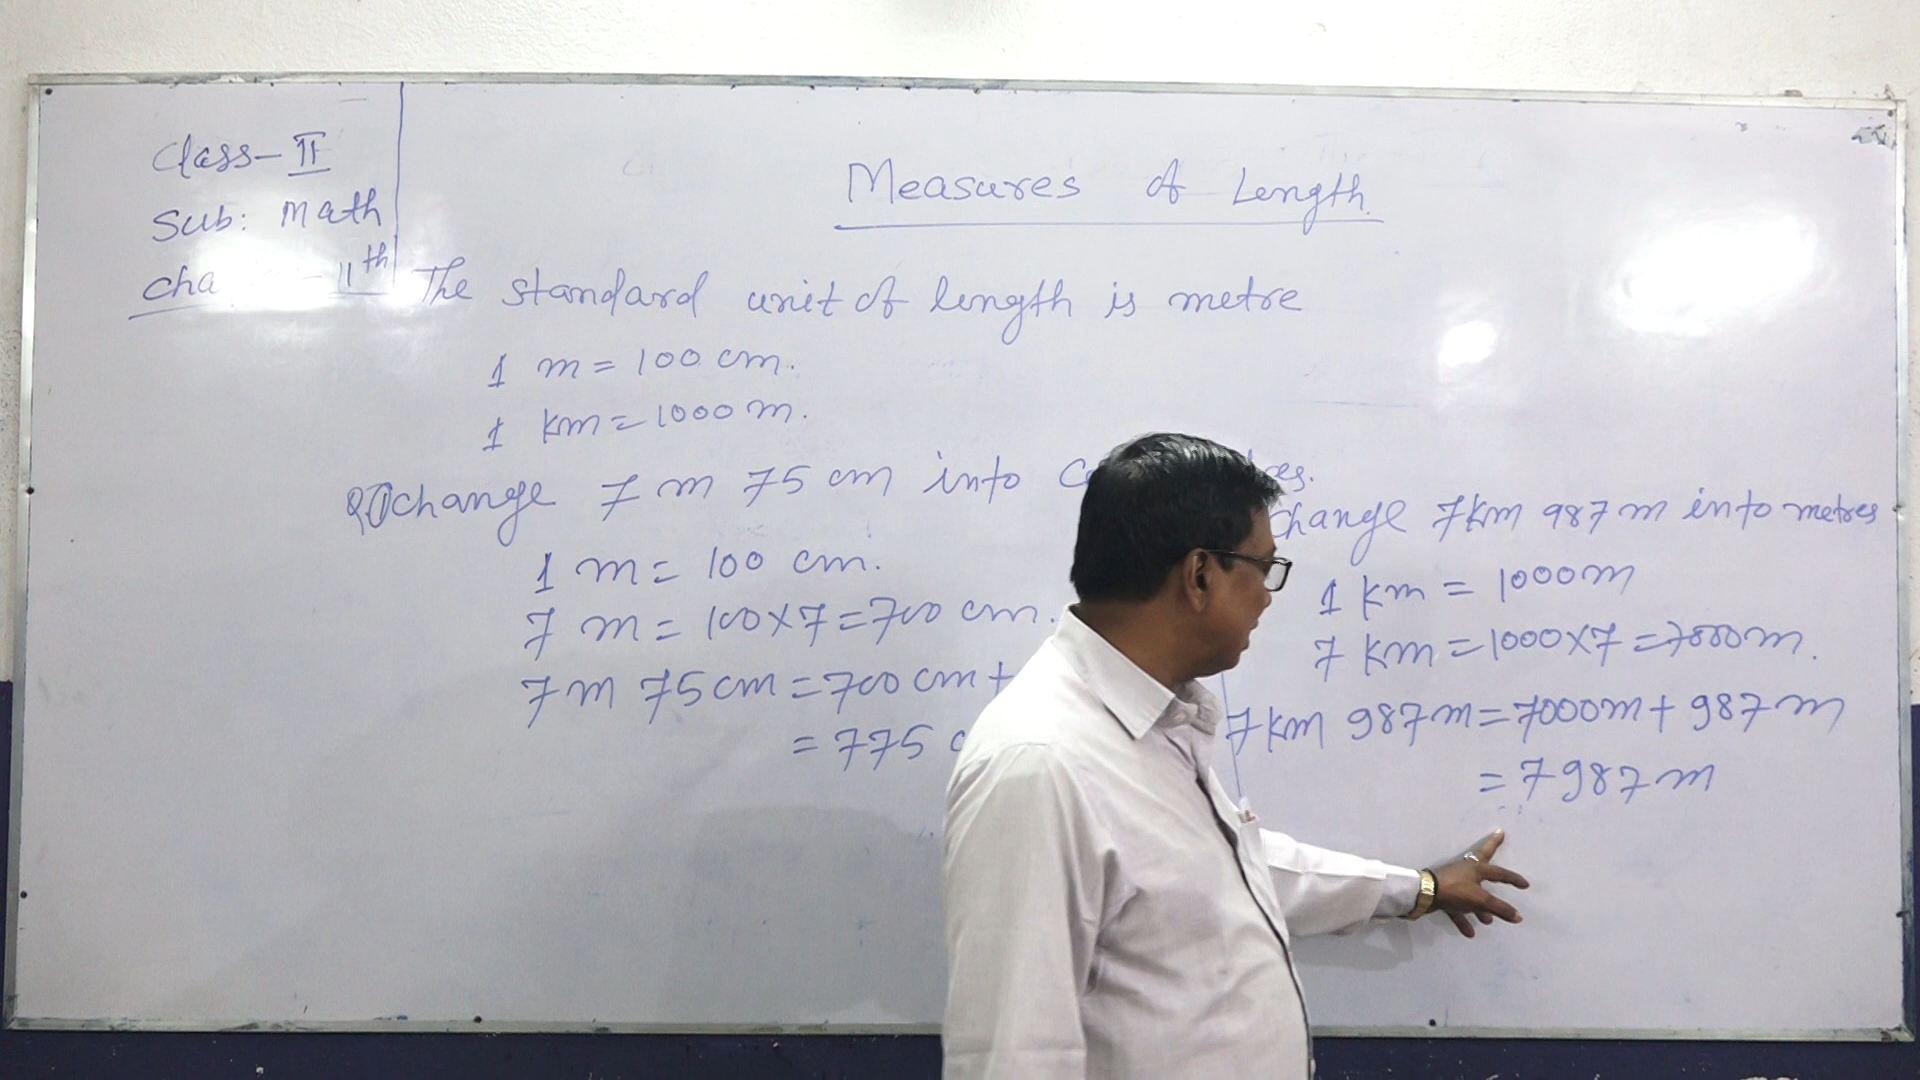 Class-II
Sub: Math
cha 11th
Measures of Length
The standard unit of length is metre
1 m = 100 cm.
1 km = 1000 m.
Q1) change 7 m 75 cm into
1 m = 100 cm.
7 m = 100×7 = 700 cm.
7 m 75 cm = 700 cm +
= 775
change 7 km 987 m into metres
1 km = 1000 m
7 km = 1000×7 = 7000 m.
7 km 987 m = 7000 m + 987 m
= 7987 m